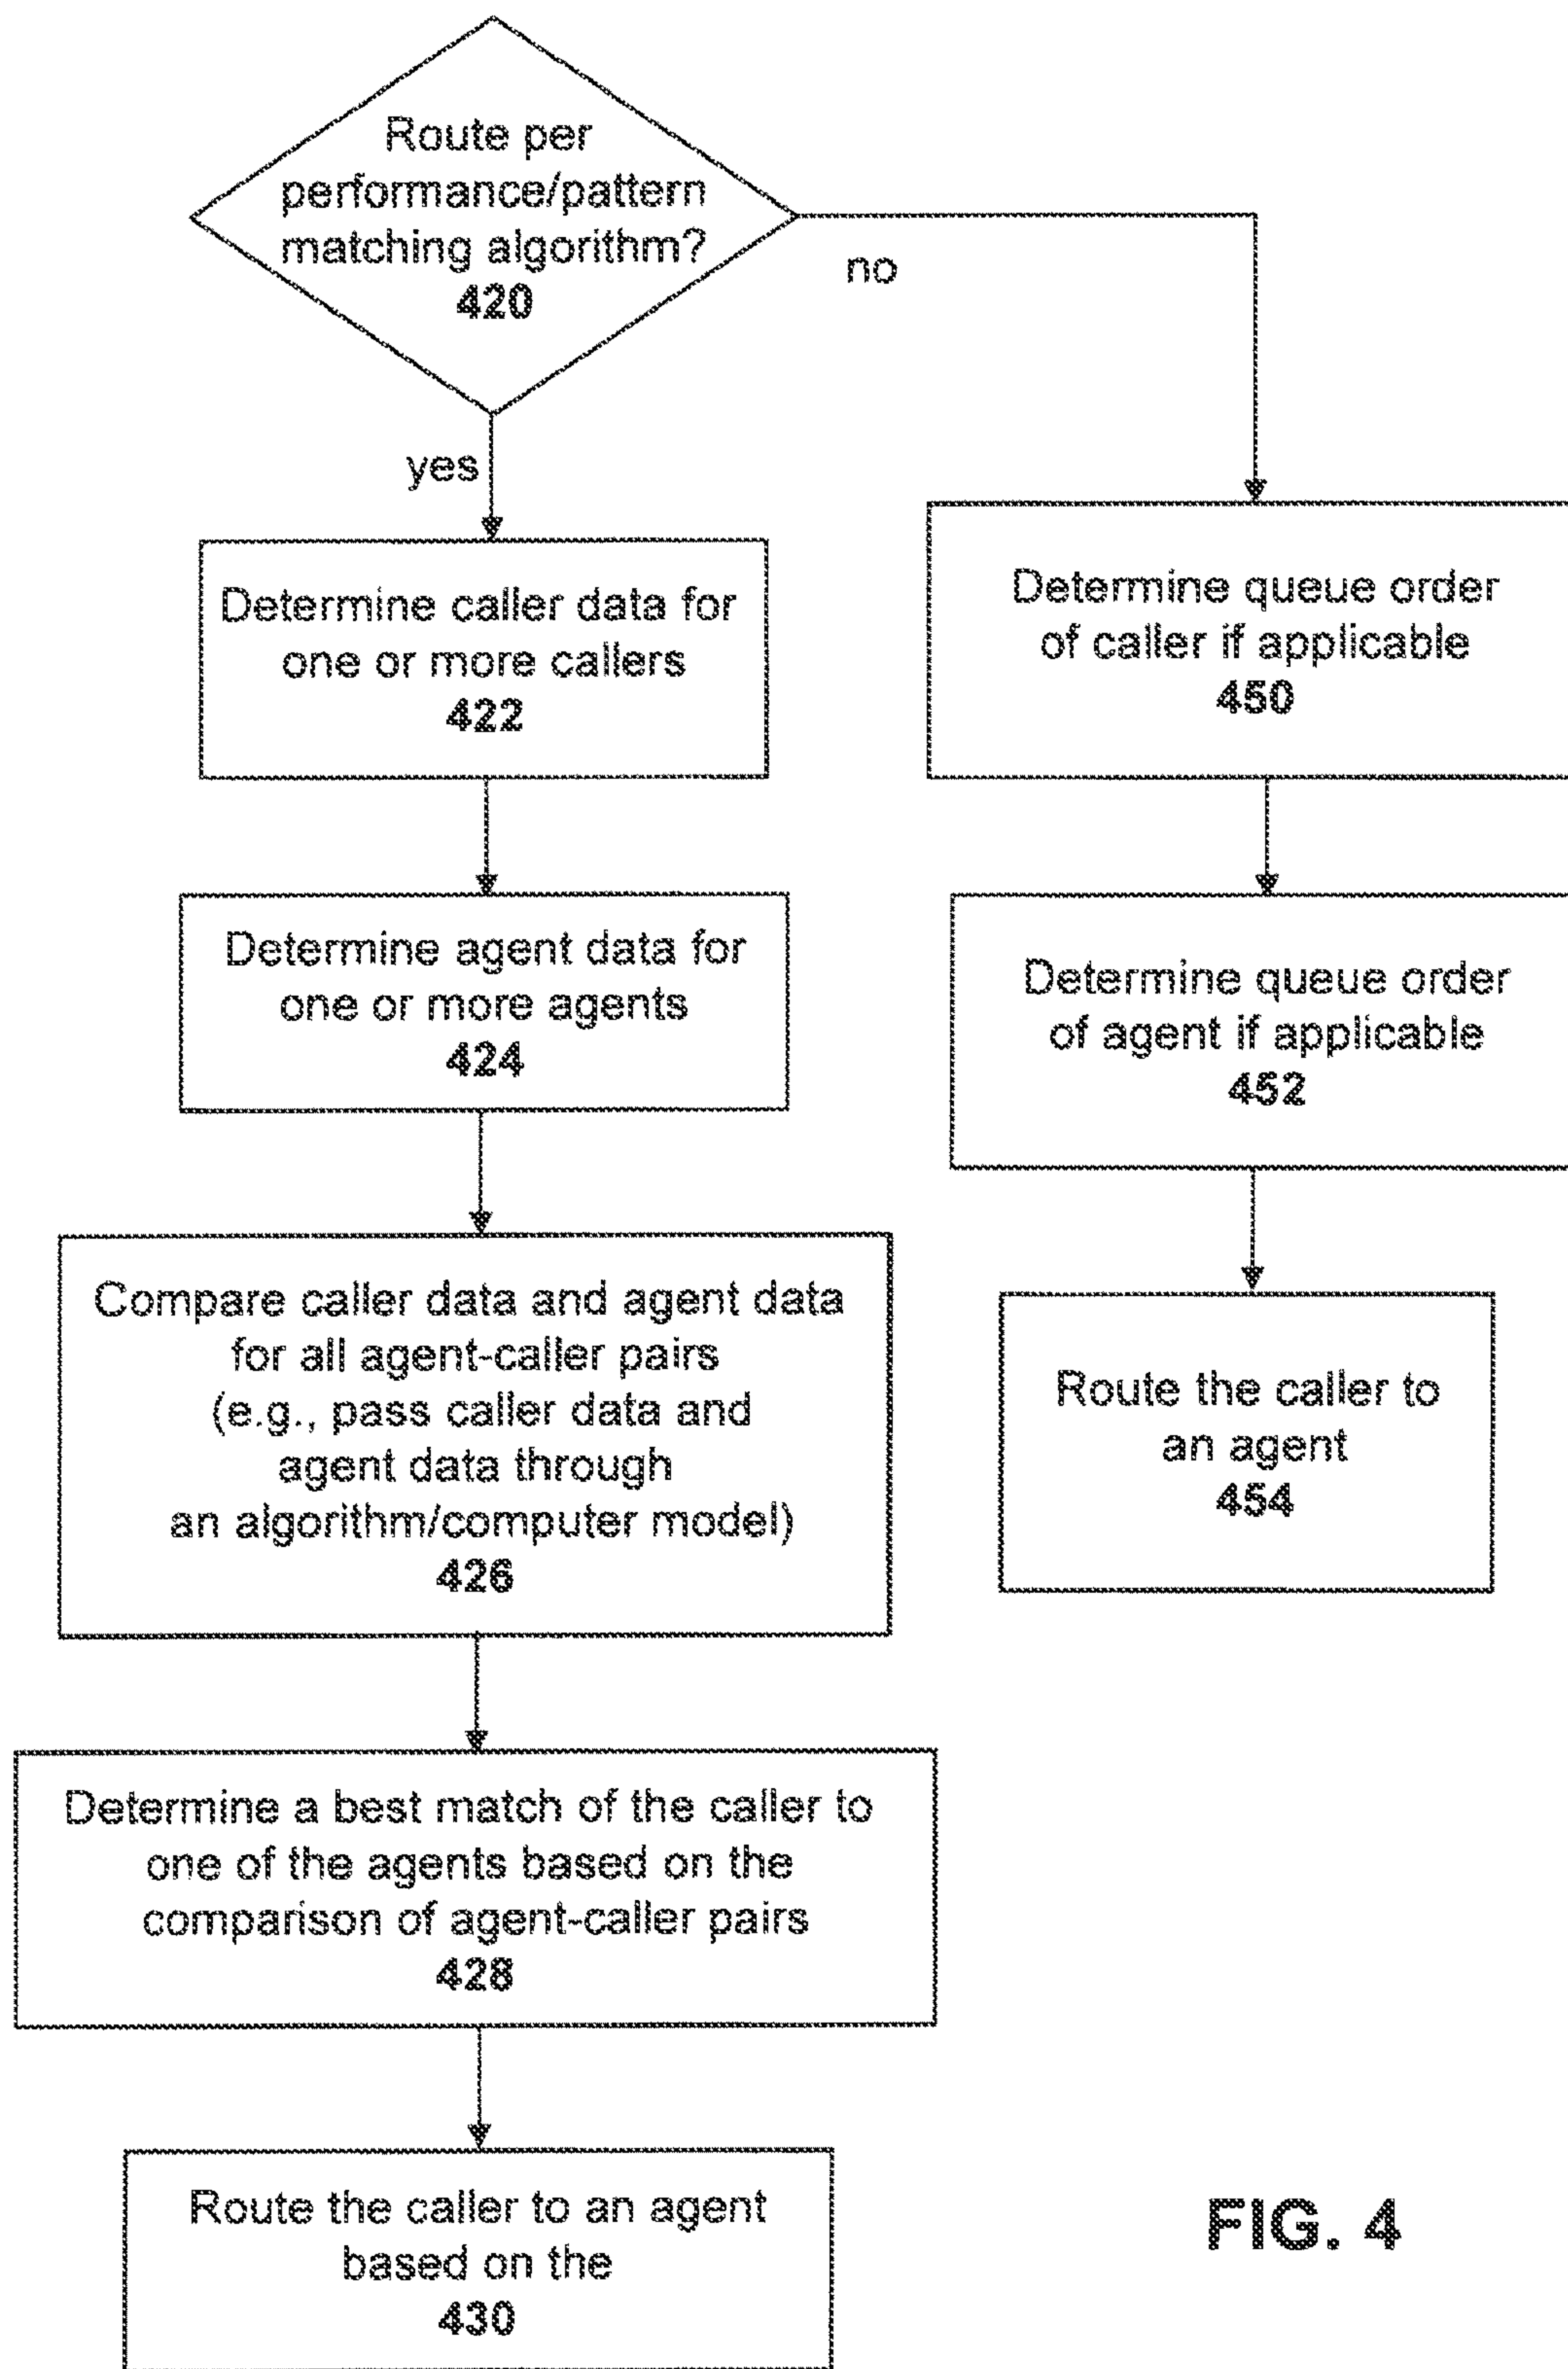 Route per
performance/pattern
matching algorithm?
420
no
yes
Determine caller data for
one or more callers
422
Determine queue order
of caller if applicable
450
Determine agent data for
one or more agents
424
Determine queue order
of agent if applicable
452
Compare caller data and agent data
for all agent-caller pairs
(e.g., pass caller data and
agent data through
an algorithm/computer model)
426
Route the caller to
an agent
454
Determine a best match of the caller to
one of the agents based on the
comparison of agent-caller pairs
428
Route the caller to an agent
based on the
430
FIG. 4